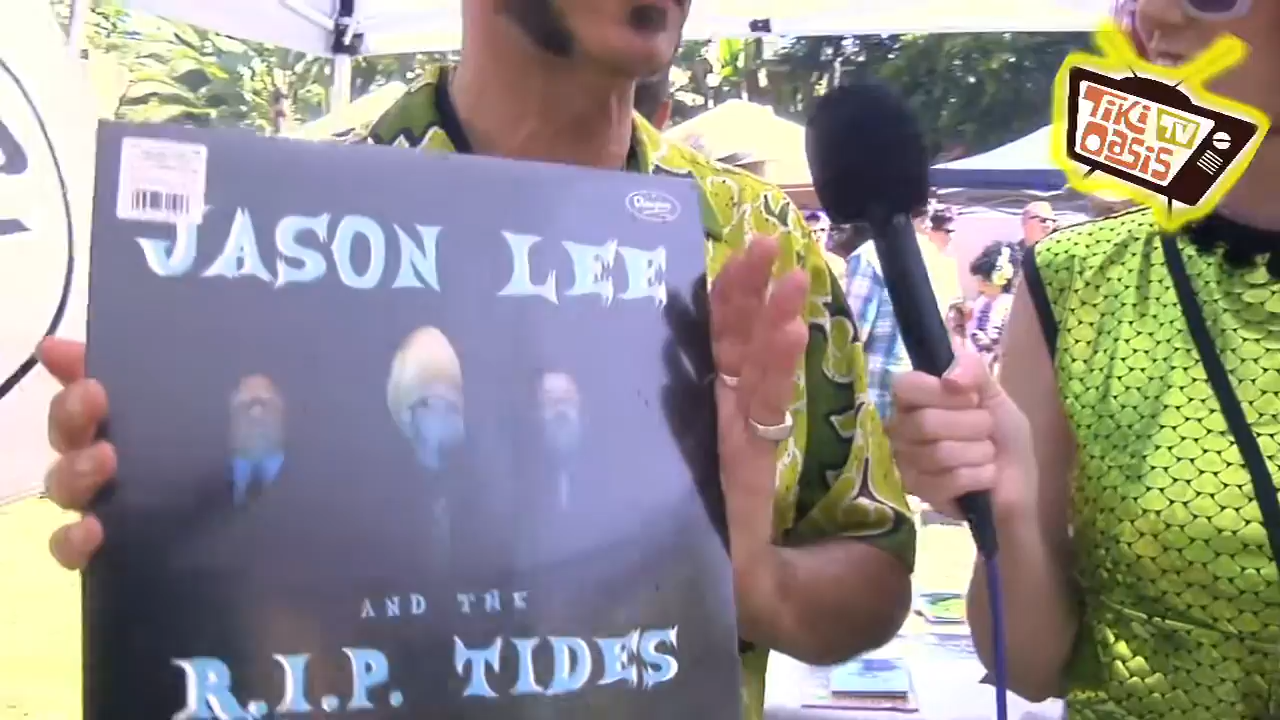 JASON LEE
AND THE
R.I.P. TIDES
TiKi TV
OaSiS